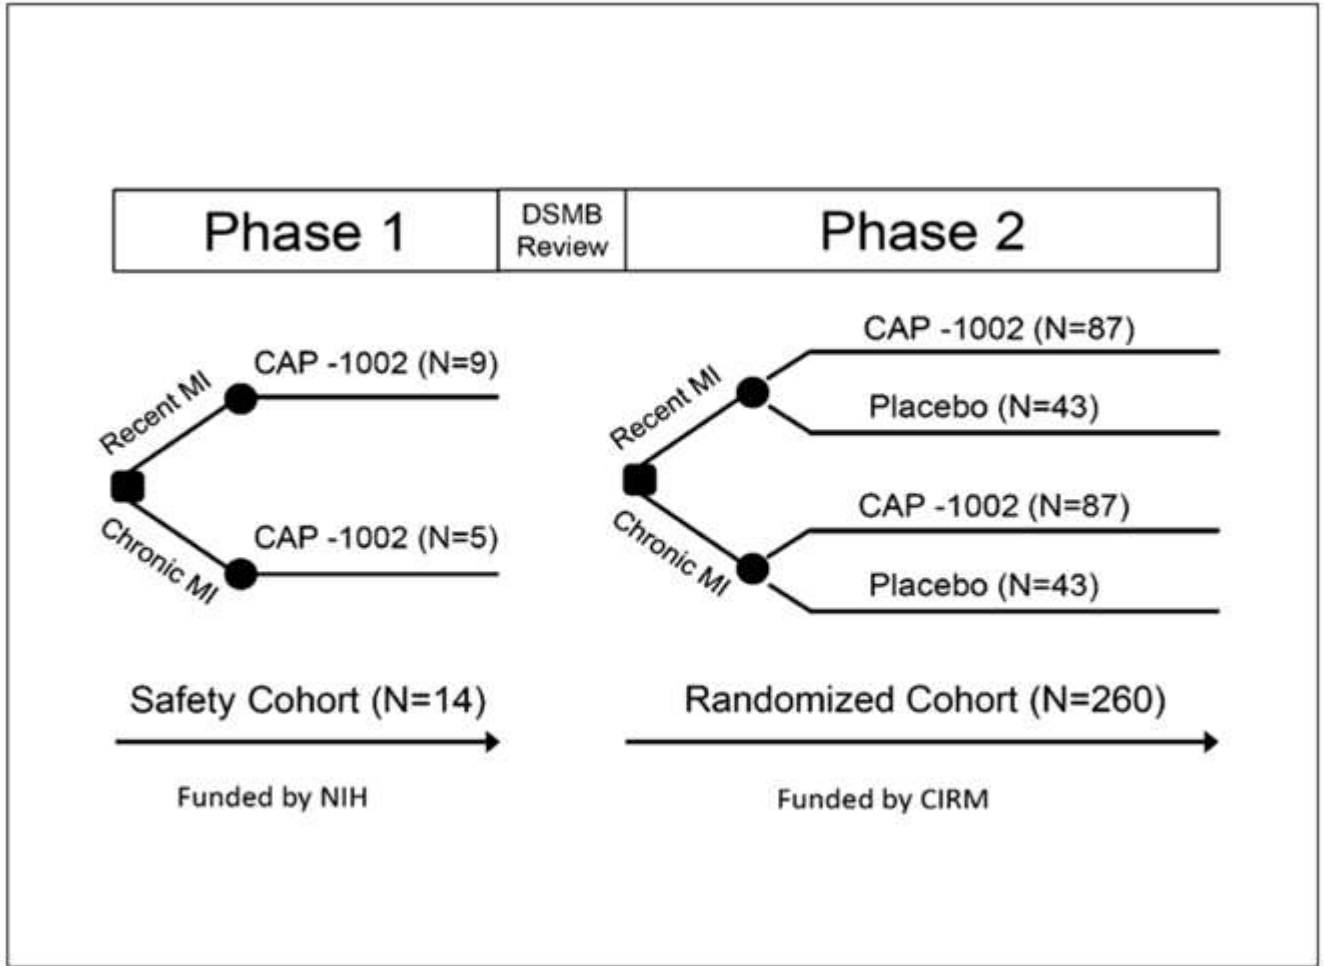 Phase 1
DSMB
Review
Phase 2
Recent MI
CAP -1002 (N=9)
Chronic MI
CAP -1002 (N=5)
Recent MI
CAP -1002 (N=87)
Placebo (N=43)
Chronic MI
CAP -1002 (N=87)
Placebo (N=43)
Safety Cohort (N=14)
Randomized Cohort (N=260)
Funded by NIH
Funded by CIRM